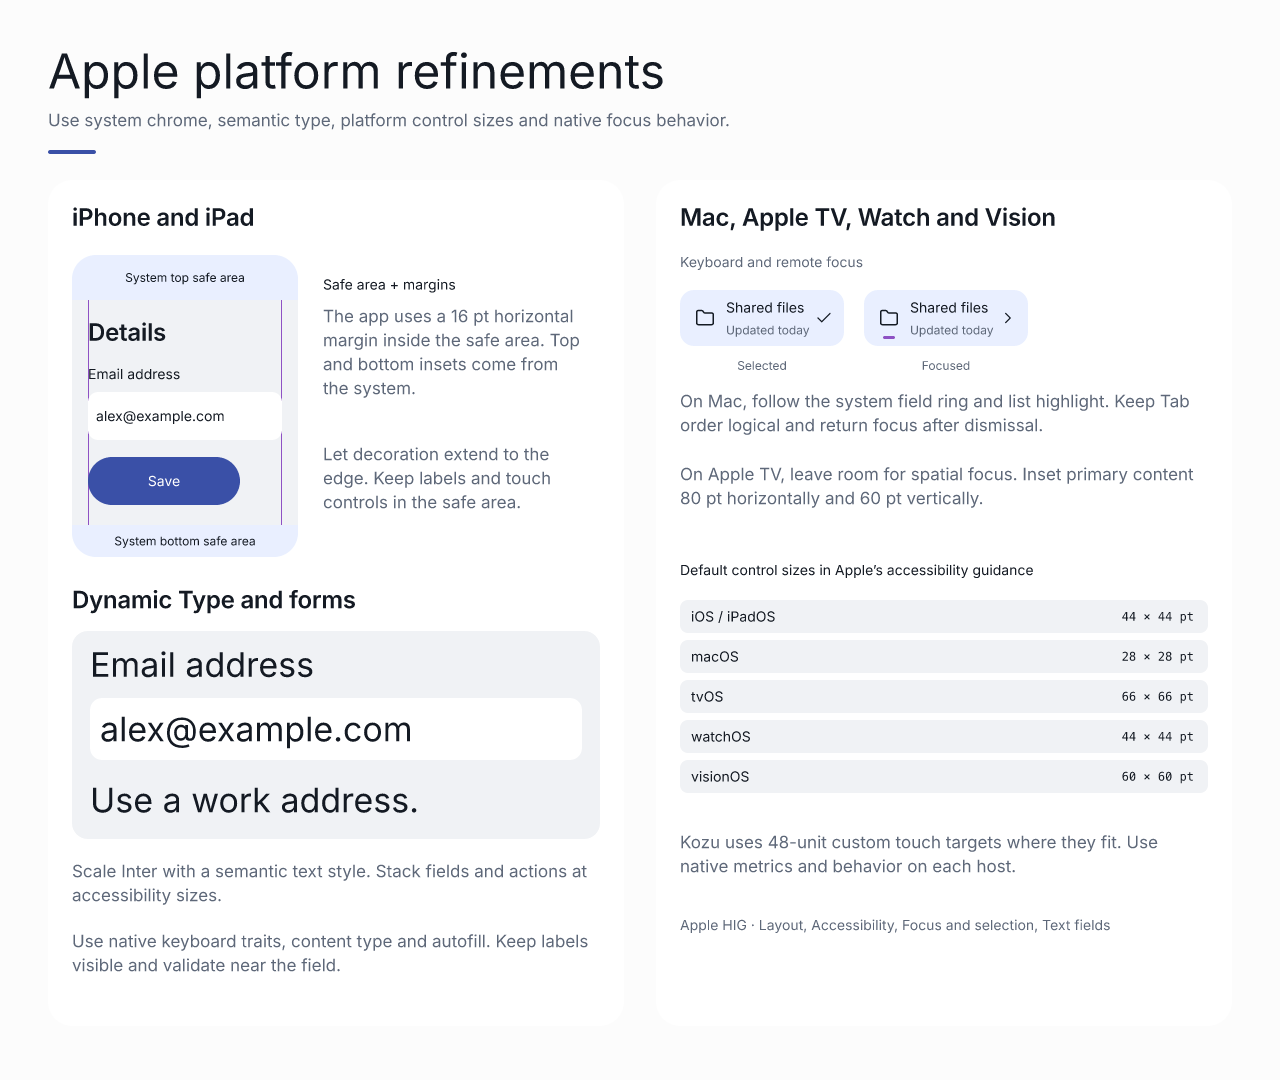 Apple platform refinements
Use system chrome, semantic type, platform control sizes and native focus behavior.
iPhone and iPad
System top safe area
Details
Email address
alex@example.com
Save
System bottom safe area
Safe area + margins
The app uses a 16 pt horizontal
margin inside the safe area. Top
and bottom insets come from
the system.
Let decoration extend to the
edge. Keep labels and touch
controls in the safe area.
Dynamic Type and forms
Email address
alex@example.com
Use a work address.
Scale Inter with a semantic text style. Stack fields and actions at
accessibility sizes.
Use native keyboard traits, content type and autofill. Keep labels
visible and validate near the field.
Mac, Apple TV, Watch and Vision
Keyboard and remote focus
Shared files
Updated today
Selected
Shared files
Updated today
Focused
On Mac, follow the system field ring and list highlight. Keep Tab
order logical and return focus after dismissal.
On Apple TV, leave room for spatial focus. Inset primary content
80 pt horizontally and 60 pt vertically.
Default control sizes in Apple’s accessibility guidance
iOS / iPadOS 44 × 44 pt
macOS 28 × 28 pt
tvOS 66 × 66 pt
watchOS 44 × 44 pt
visionOS 60 × 60 pt
Kozu uses 48-unit custom touch targets where they fit. Use
native metrics and behavior on each host.
Apple HIG · Layout, Accessibility, Focus and selection, Text fields